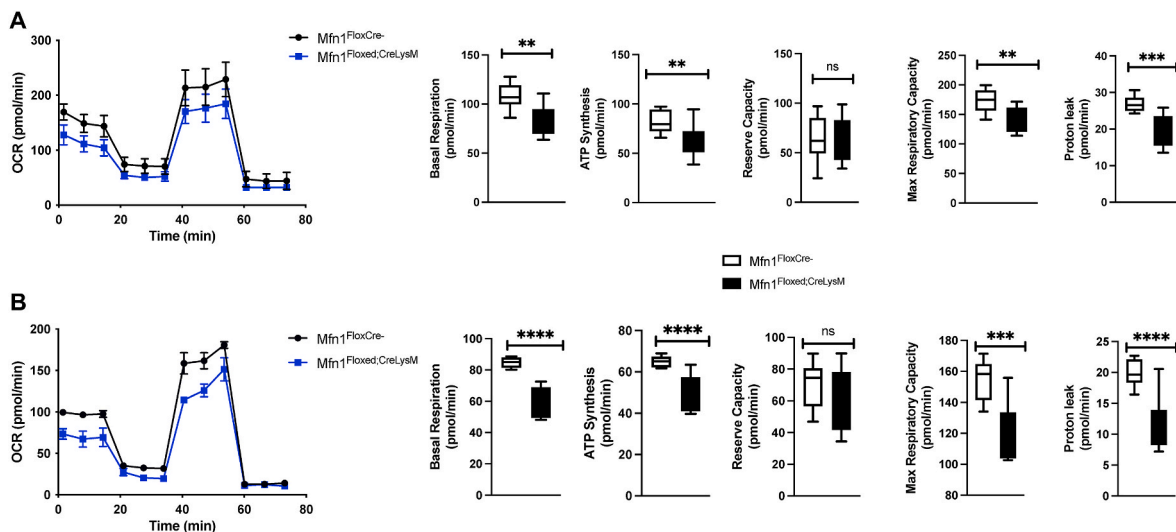 A
Mfn1FloxCre-
Mfn1Floxed;CreLysM
OCR (pmol/min)
300
200
100
0
0 20 40 60 80
Time (min)
Basal Respiration
(pmol/min)
150
100
50
0
**
ATP Synthesis
(pmol/min)
150
100
50
0
**
Reserve Capacity
(pmol/min)
150
100
50
0
ns
Max Respiratory Capacity
(pmol/min)
250
200
150
100
50
0
**
Proton leak
(pmol/min)
40
30
20
10
0
***
Mfn1FloxCre-
Mfn1Floxed;CreLysM
B
Mfn1FloxCre-
Mfn1Floxed;CreLysM
OCR (pmol/min)
200
150
100
50
0
0 20 40 60 80
Time (min)
Basal Respiration
(pmol/min)
100
80
60
40
20
0
****
ATP Synthesis
(pmol/min)
80
60
40
20
0
****
Reserve Capacity
(pmol/min)
100
80
60
40
20
0
ns
Max Respiratory Capacity
(pmol/min)
180
160
140
120
100
80
***
Proton leak
(pmol/min)
25
20
15
10
5
0
****